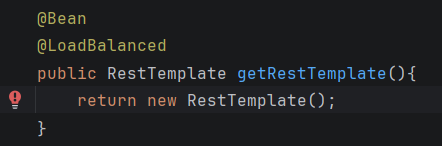 @Bean
@LoadBalanced
public RestTemplate getRestTemplate(){
    return new RestTemplate();
}